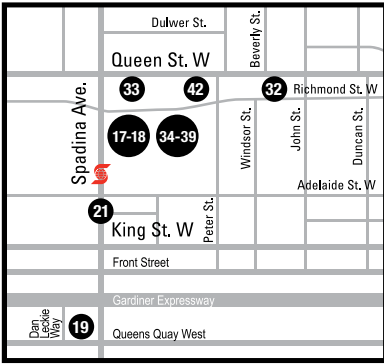 Dulwer St.
Beverly St.
Queen St. W
33
42
32
Richmond St. W
Spadina Ave.
17-18
34-39
Windsor St.
John St.
Duncan St.
Adelaide St. W
21
Peter St.
King St. W
Front Street
Gardiner Expressway
Dan
Leckie
Way
19
Queens Quay West